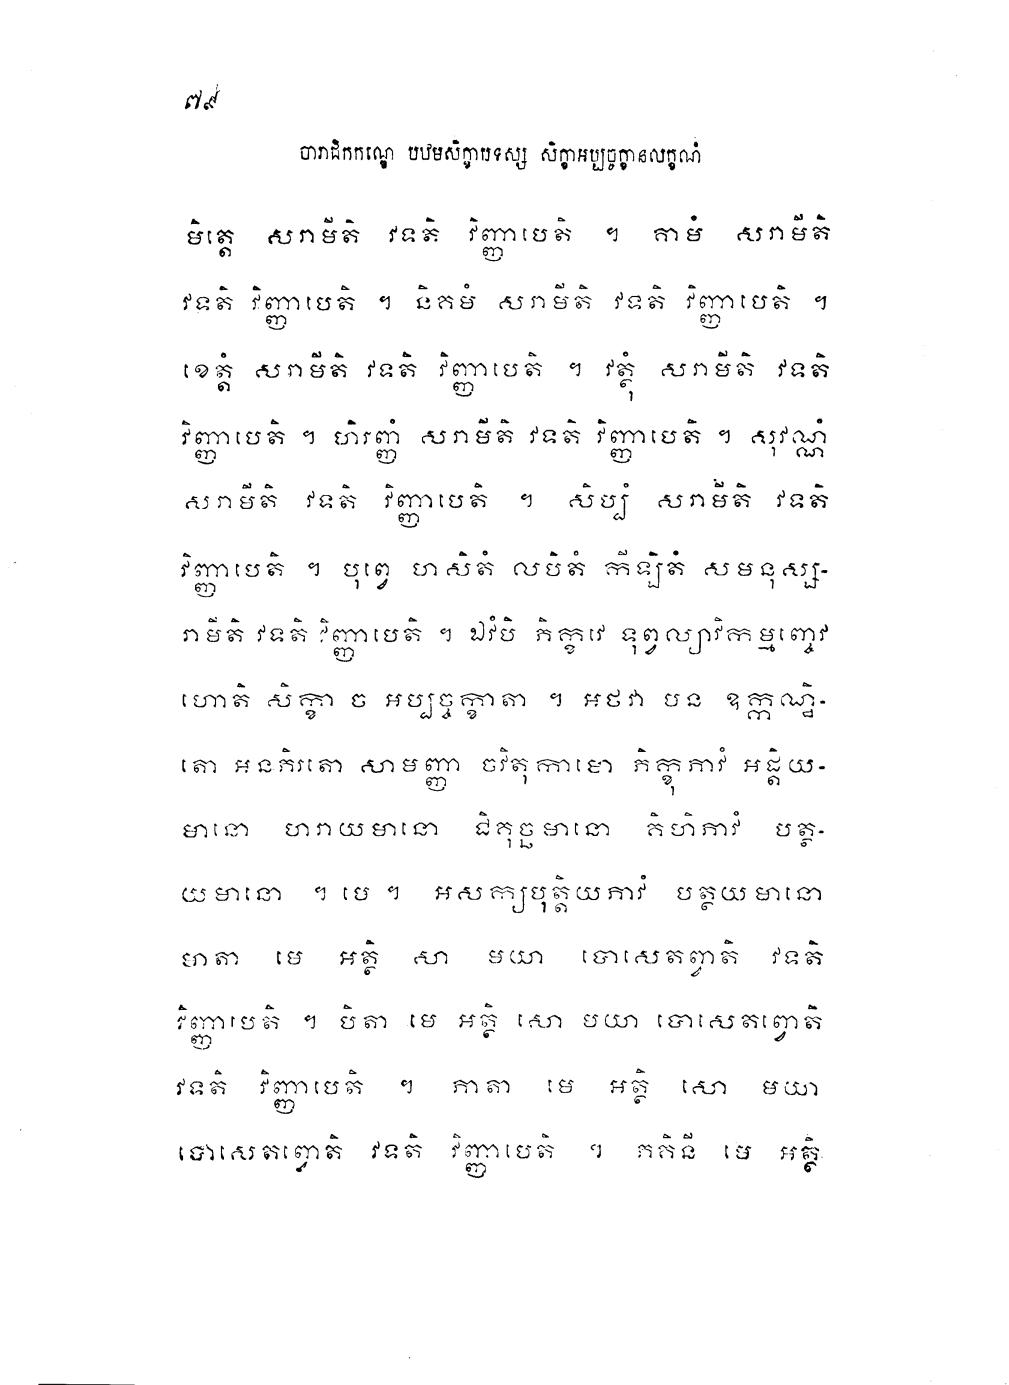 ៧៩
បារាជិកកណ្ឌេ បឋមសិក្ខាបទស្ស សិក្ខាអប្បច្ចក្ខានលក្ខណំ
មិត្តេ សរាមីតិ វទតិ វិញ្ញាបេតិ ។ គាមំ សរាមីតិ
វទតិ វិញ្ញាបេតិ ។ និគមំ សរាមីតិ វទតិ វិញ្ញាបេតិ ។
ខេត្តំ សរាមីតិ វទតិ វិញ្ញាបេតិ ។ វត្ថុំ សរាមីតិ វទតិ
វិញ្ញាបេតិ ។ ហិរញ្ញំ សរាមីតិ វទតិ វិញ្ញាបេតិ ។ សុវណ្ណំ
សរាមីតិ វទតិ វិញ្ញាបេតិ ។ សិប្បំ សរាមីតិ វទតិ
វិញ្ញាបេតិ ។ បុព្វេ ហសិតំ លបិតំ កីឡិតំ សមនុស្ស-
រាមីតិ វទតិ វិញ្ញាបេតិ ។ ឯវំបិ ភិក្ខវេ ទុព្វល្យាវិកម្មញ្ចេវ
ហោតិ សិក្ខា ច អប្បច្ចក្ខាតា ។ អថវា បន ឧក្កណ្ឋិ-
តោ អនភិរតោ សាមញ្ញា ចវិតុកាមោ ភិក្ខុភាវំ អដ្តិយ-
មានោ ហរាយមានោ ជិគុច្ឆមានោ គិហិភាវំ បត្ថ-
យមានោ ។ បេ ។ អសក្យបុត្តិយភាវំ បត្ថយមានោ
មាតា មេ អត្ថិ សា មយា បោសេតព្វាតិ វទតិ
វិញ្ញាបេតិ ។ បិតា មេ អត្ថិ សោ មយា បោសេតព្វោតិ
វទតិ វិញ្ញាបេតិ ។ ភាតា មេ អត្ថិ សោ មយា
បោសេតព្វោតិ វទតិ វិញ្ញាបេតិ ។ ភគិនី មេ អត្ថិ